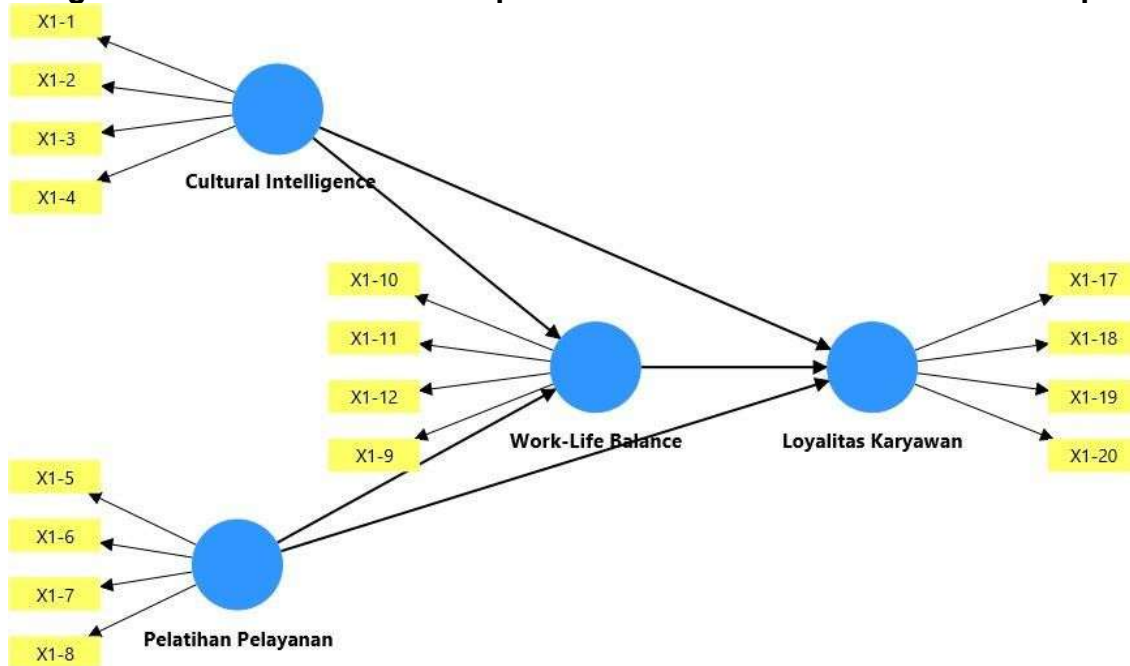 X1-1
X1-2
X1-3
X1-4
Cultural Intelligence
X1-10
X1-11
X1-12
X1-9
Work-Life Balance
X1-17
X1-18
X1-19
X1-20
Loyalitas Karyawan
X1-5
X1-6
X1-7
X1-8
Pelatihan Pelayanan